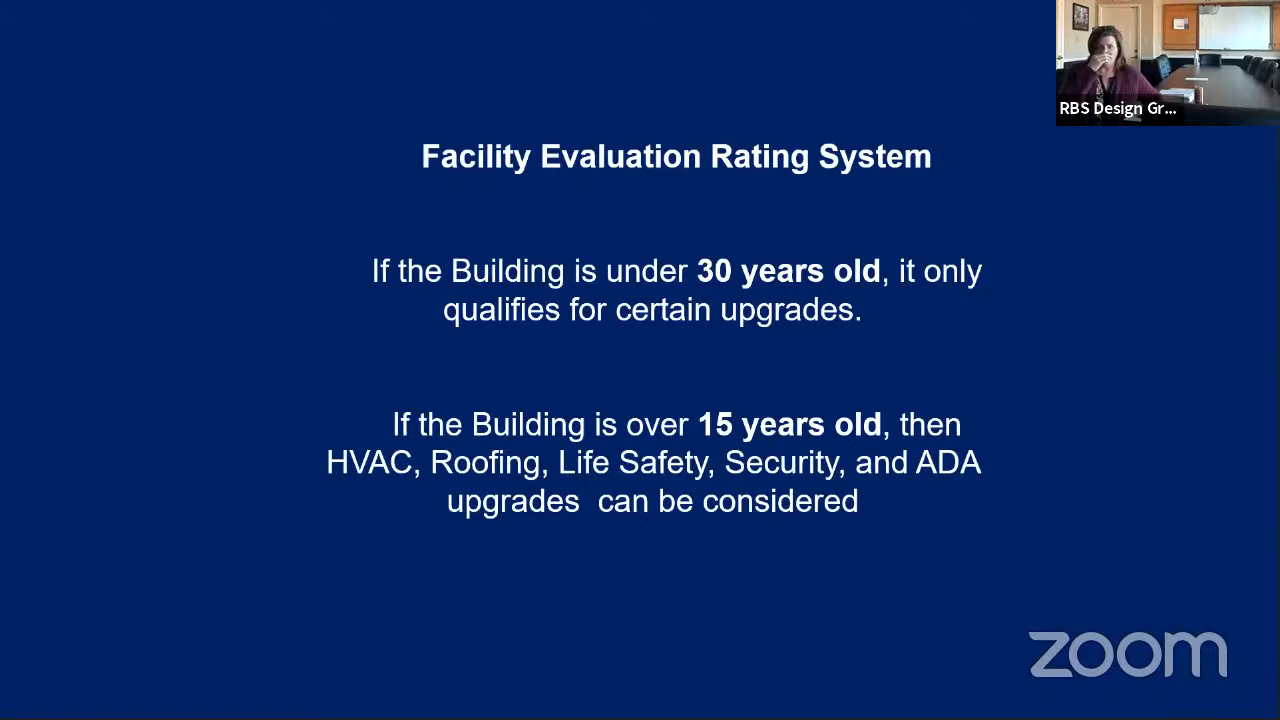 RBS Design Gr...
Facility Evaluation Rating System
If the Building is under 30 years old, it only
qualifies for certain upgrades.
If the Building is over 15 years old, then
HVAC, Roofing, Life Safety, Security, and ADA
upgrades  can be considered
zoom